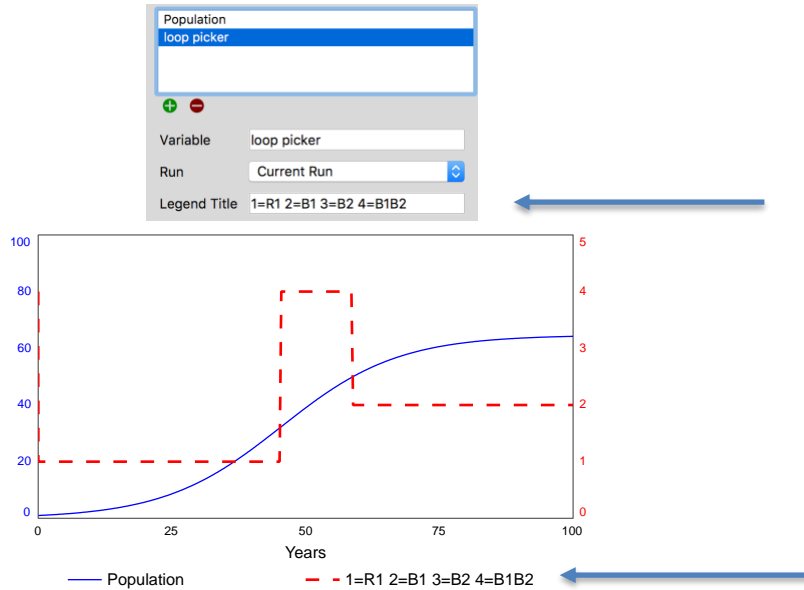 Population
loop picker
Variable loop picker
Run Current Run
Legend Title 1=R1 2=B1 3=B2 4=B1B2
100 5
80 4
60 3
40 2
20 1
0 0
0 25 50 75 100
Years
Population 1=R1 2=B1 3=B2 4=B1B2